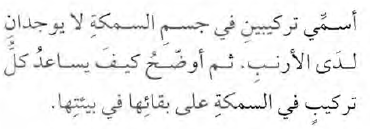 أسمِّي تركيبينِ في جسمِ السمكةِ لا يوجدانِ
لدَى الأرنبِ. ثم أوضّحُ كيفَ يساعدُ كلُّ
تركيبٍ في السمكةِ على بقائِها في بيئتِها.